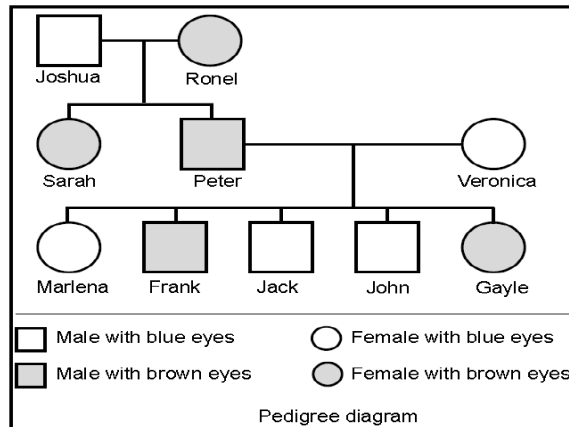 Joshua Ronel
Sarah Peter Veronica
Marlena Frank Jack John Gayle
Male with blue eyes Female with blue eyes
Male with brown eyes Female with brown eyes
Pedigree diagram